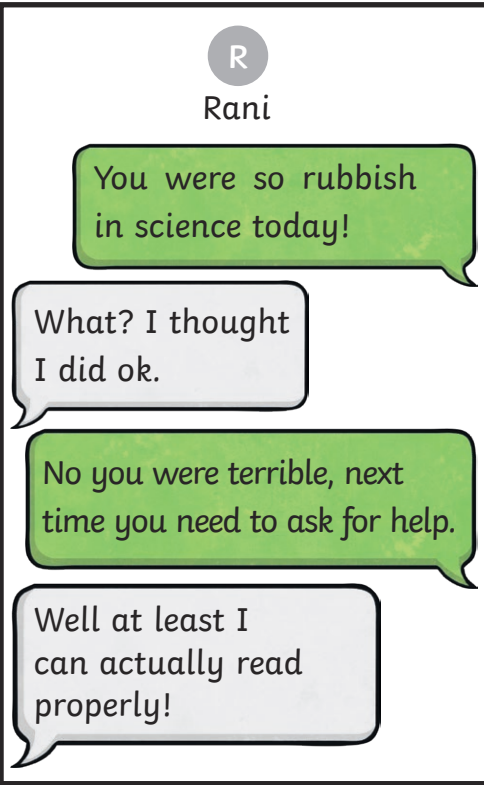 R
Rani
You were so rubbish
in science today!
What? I thought
I did ok.
No you were terrible, next
time you need to ask for help.
Well at least I
can actually read
properly!